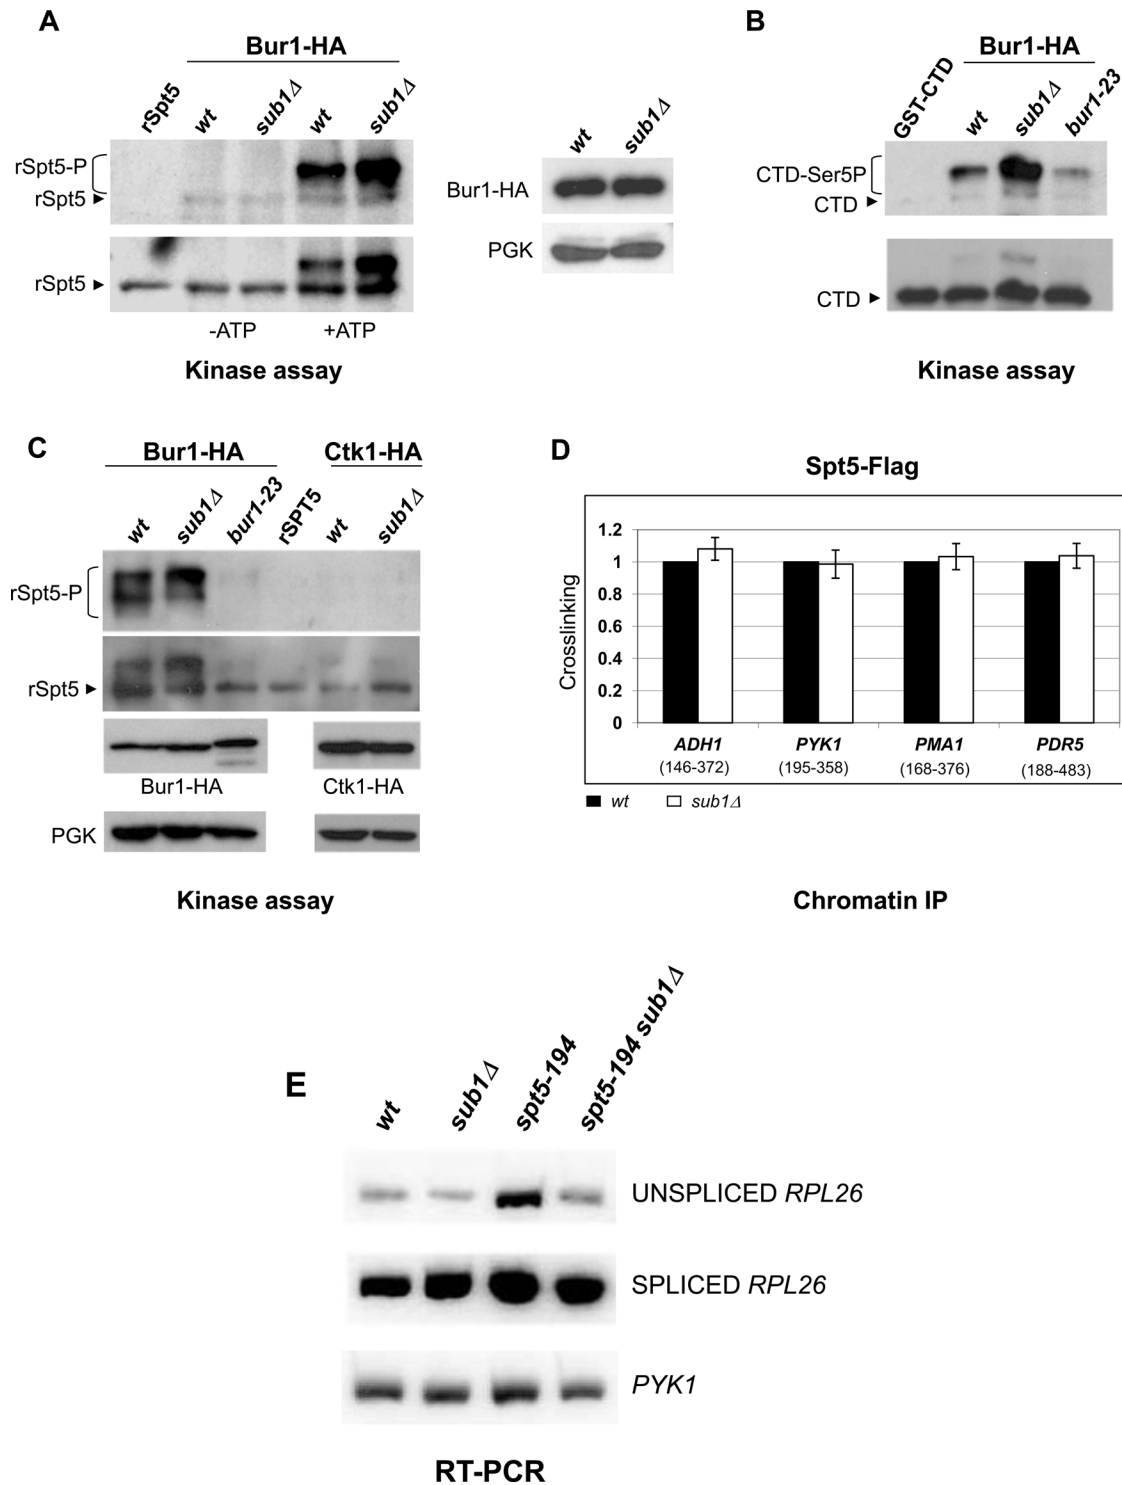 A
Bur1-HA
rSpt5
wt
sub1Δ
wt
sub1Δ
rSpt5-P
rSpt5
rSpt5
-ATP
+ATP
Kinase assay
wt
sub1Δ
Bur1-HA
PGK
B
Bur1-HA
GST-CTD
wt
sub1Δ
bur1-23
CTD-Ser5P
CTD
CTD
Kinase assay
C
Bur1-HA
Ctk1-HA
wt
sub1Δ
bur1-23
rSPT5
wt
sub1Δ
rSpt5-P
rSpt5
Bur1-HA
Ctk1-HA
PGK
Kinase assay
D
Spt5-Flag
Crosslinking
1.2
1
0.8
0.6
0.4
0.2
0
ADH1 PYK1 PMA1 PDR5
(146-372) (195-358) (168-376) (188-483)
wt sub1Δ
Chromatin IP
E
wt
sub1Δ
spt5-194
spt5-194 sub1Δ
UNSPLICED RPL26
SPLICED RPL26
PYK1
RT-PCR